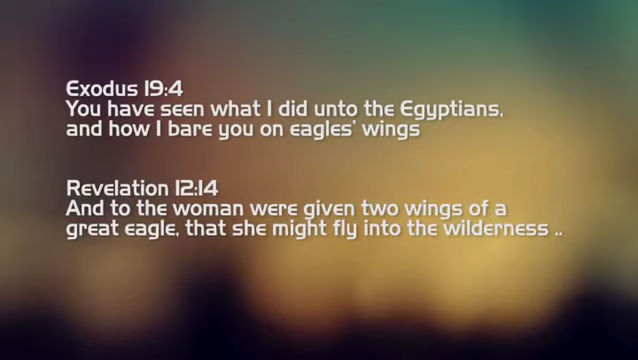 Exodus 19:4
You have seen what I did unto the Egyptians,
and how I bare you on eagles' wings
Revelation 12:14
And to the woman were given two wings of a
great eagle, that she might fly into the wilderness ..